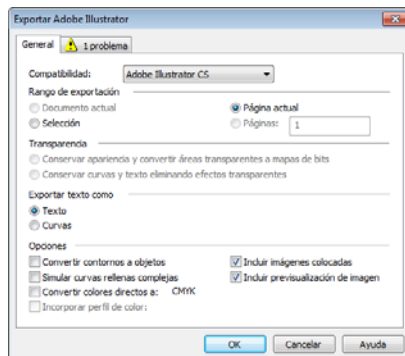 Exportar Adobe Illustrator
General 1 problema
Compatibilidad: Adobe Illustrator CS
Rango de exportación
Documento actual Página actual
Selección Páginas: 1
Transparencia
Conservar apariencia y convertir áreas transparentes a mapas de bits
Conservar curvas y texto eliminando efectos transparentes
Exportar texto como
Texto
Curvas
Opciones
Convertir contornos a objetos Incluir imágenes colocadas
Simular curvas rellenas complejas Incluir previsualización de imagen
Convertir colores directos a: CMYK
Incorporar perfil de color:
OK Cancelar Ayuda